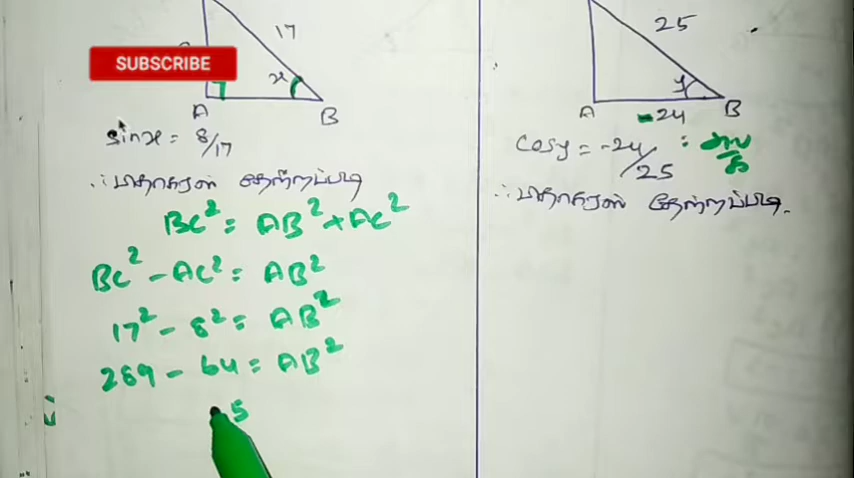 17
SUBSCRIBE
x
A
B
sinx = 8/17
∴ பிதாகரஸ் தேற்றப்படி
BC² = AB² + AC²
BC² - AC² = AB²
17² - 8² = AB²
289 - 64 = AB²
5
25
y
A
-24
B
cosy = -24/25 :
∴ பிதாகரஸ் தேற்றப்படி.